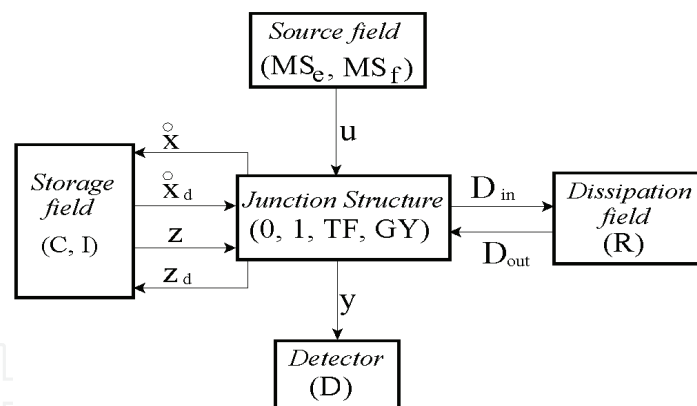 Source field
(MSe, MSf)
u
x̊
Storage
field
(C, I)
x̊d
z
zd
Junction Structure
(0, 1, TF, GY)
Din
Dout
Dissipation
field
(R)
y
Detector
(D)